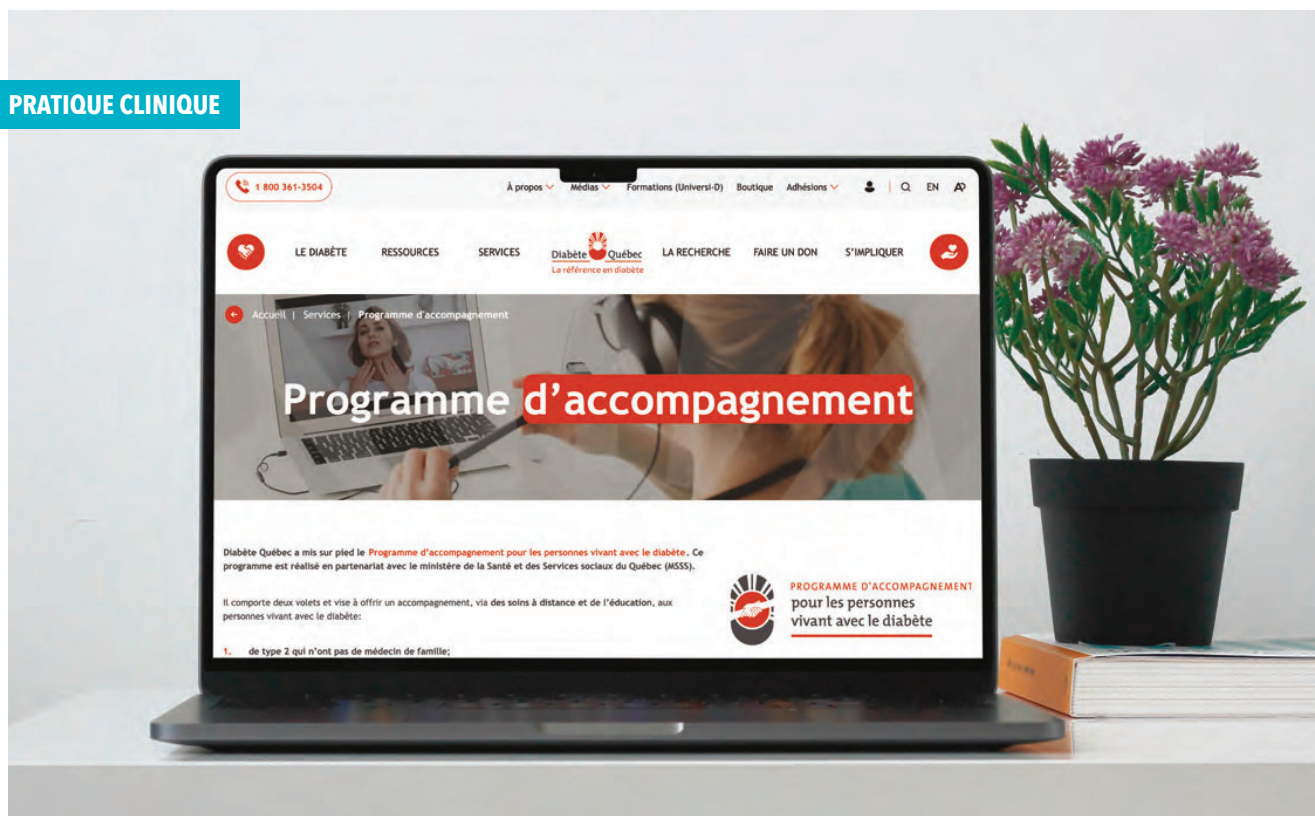 PRATIQUE CLINIQUE
1 800 361-3504
À propos Médias Formations (Universi-D) Boutique Adhésions EN A
LE DIABÈTE RESSOURCES SERVICES Diabète Québec LA RECHERCHE FAIRE UN DON S'IMPLIQUER
La référence en diabète
Accueil | Services | Programme d'accompagnement
Programme d'accompagnement
Diabète Québec a mis sur pied le Programme d'accompagnement pour les personnes vivant avec le diabète. Ce
programme est réalisé en partenariat avec le ministère de la Santé et des Services sociaux du Québec (MSSS).
Il comporte deux volets et vise à offrir un accompagnement, via des soins à distance et de l'éducation, aux
personnes vivant avec le diabète:
1. de type 2 qui n'ont pas de médecin de famille;
PROGRAMME D'ACCOMPAGNEMENT
pour les personnes
vivant avec le diabète